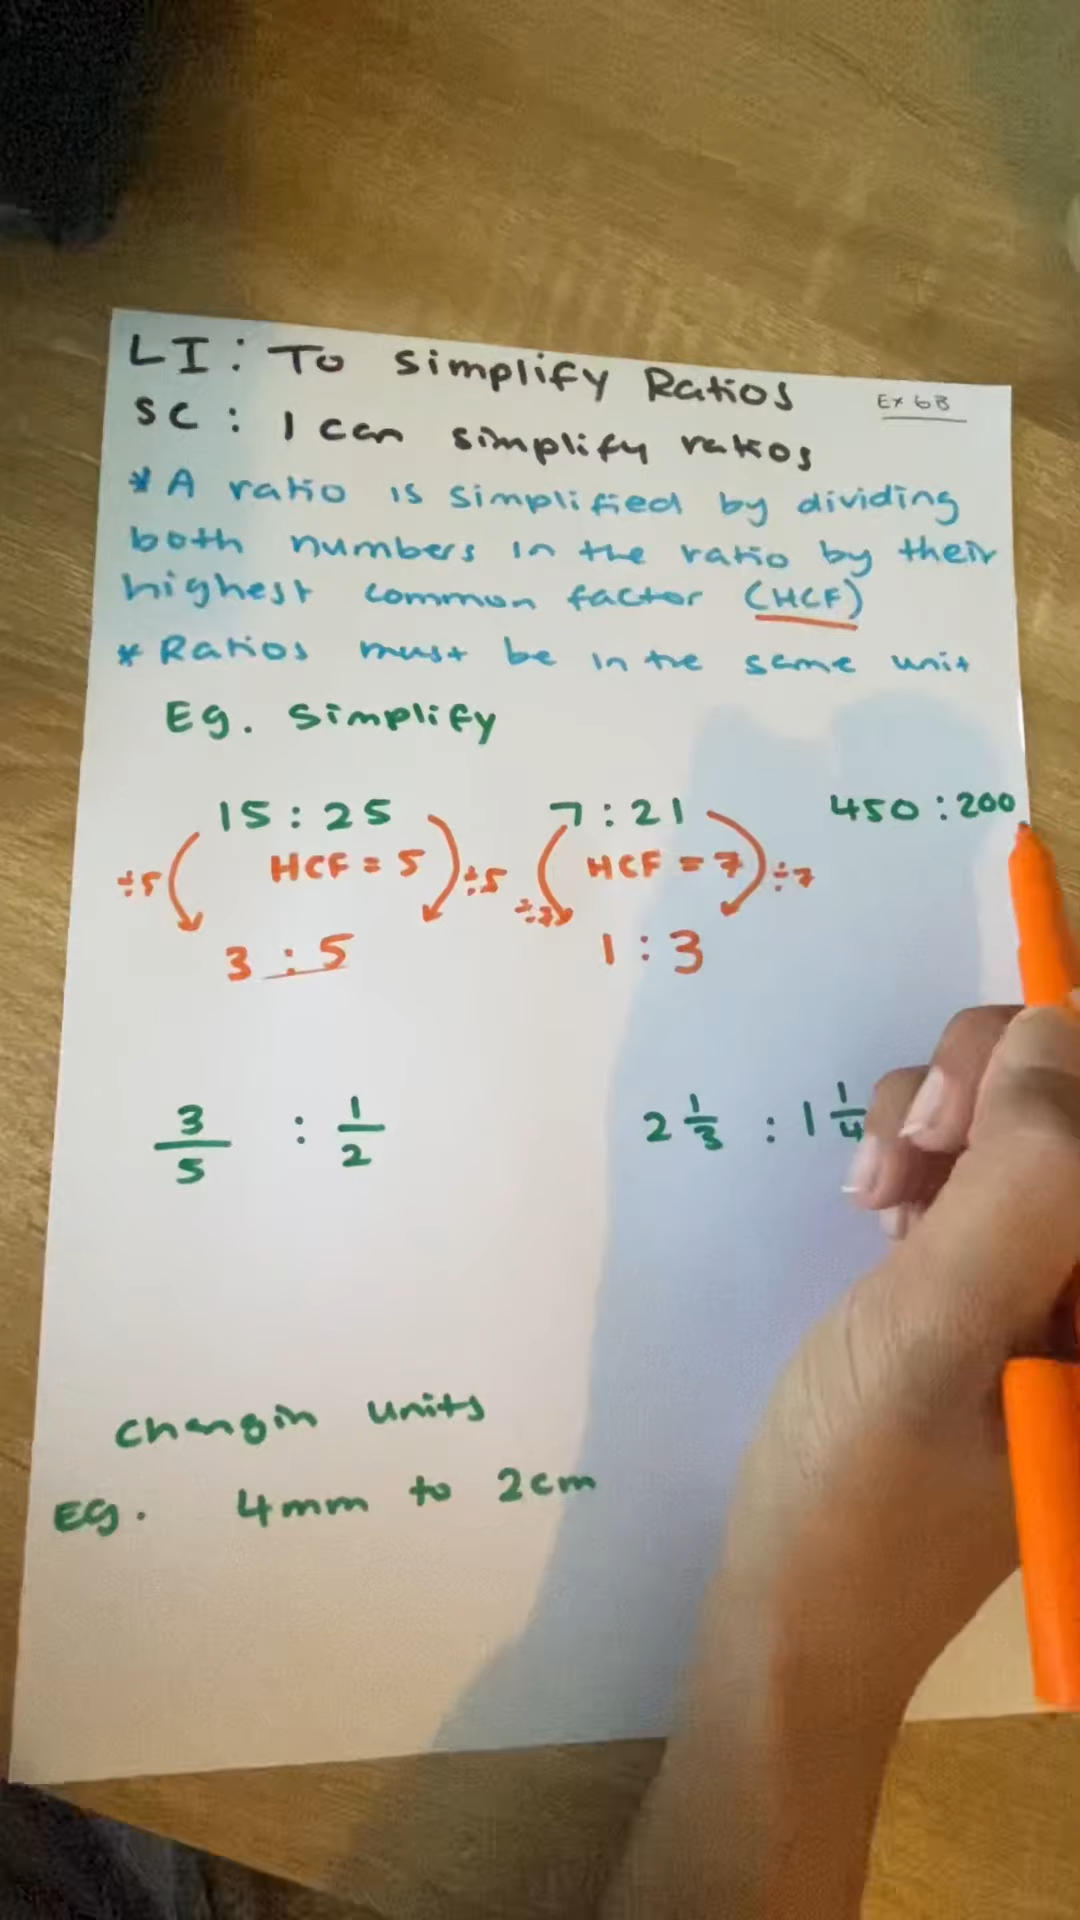 LI: To Simplify Ratios
Ex 6B
SC: I can simplify ratios
* A ratio is simplified by dividing
both numbers in the ratio by their
highest common factor (HCF)
* Ratios must be in the same unit
Eg. Simplify
15:25 7:21 450:200
÷5 HCF = 5 ÷5 ÷7 HCF = 7 ÷7
3:5 1:3
3/5 : 1/2 2 1/3 : 1 1/4
Changin units
EG. 4mm to 2cm